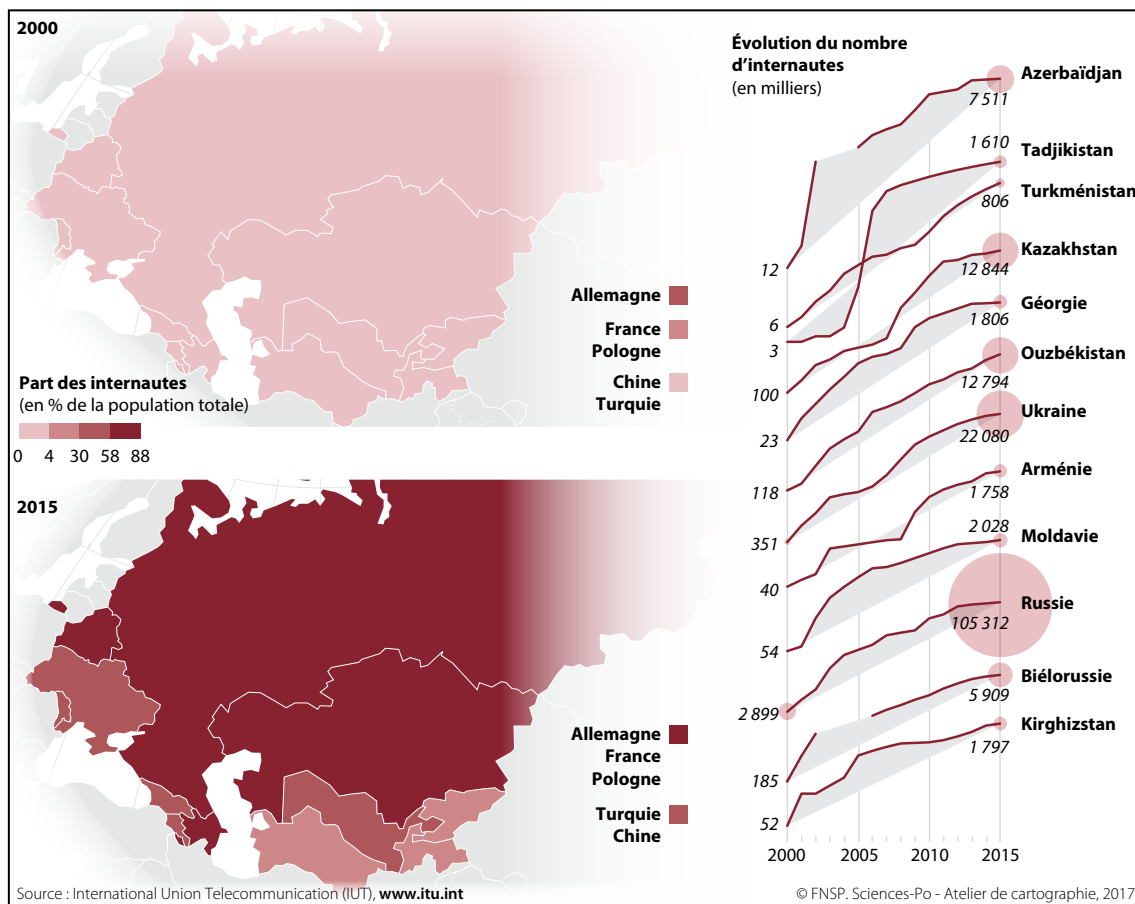 2000
Allemagne
France
Pologne
Chine
Turquie
Part des internautes
(en % de la population totale)
0 4 30 58 88
2015
Allemagne
France
Pologne
Turquie
Chine
Évolution du nombre
d'internautes
(en milliers)
Azerbaïdjan
7 511
12
Tadjikistan
1 610
6
Turkménistan
806
3
Kazakhstan
12 844
100
Géorgie
1 806
23
Ouzbékistan
12 794
118
Ukraine
22 080
351
Arménie
1 758
40
Moldavie
2 028
54
Russie
105 312
2 899
Biélorussie
5 909
185
Kirghizstan
1 797
52
2000 2005 2010 2015
Source : International Union Telecommunication (IUT), www.itu.int
© FNSP. Sciences-Po - Atelier de cartographie, 2017